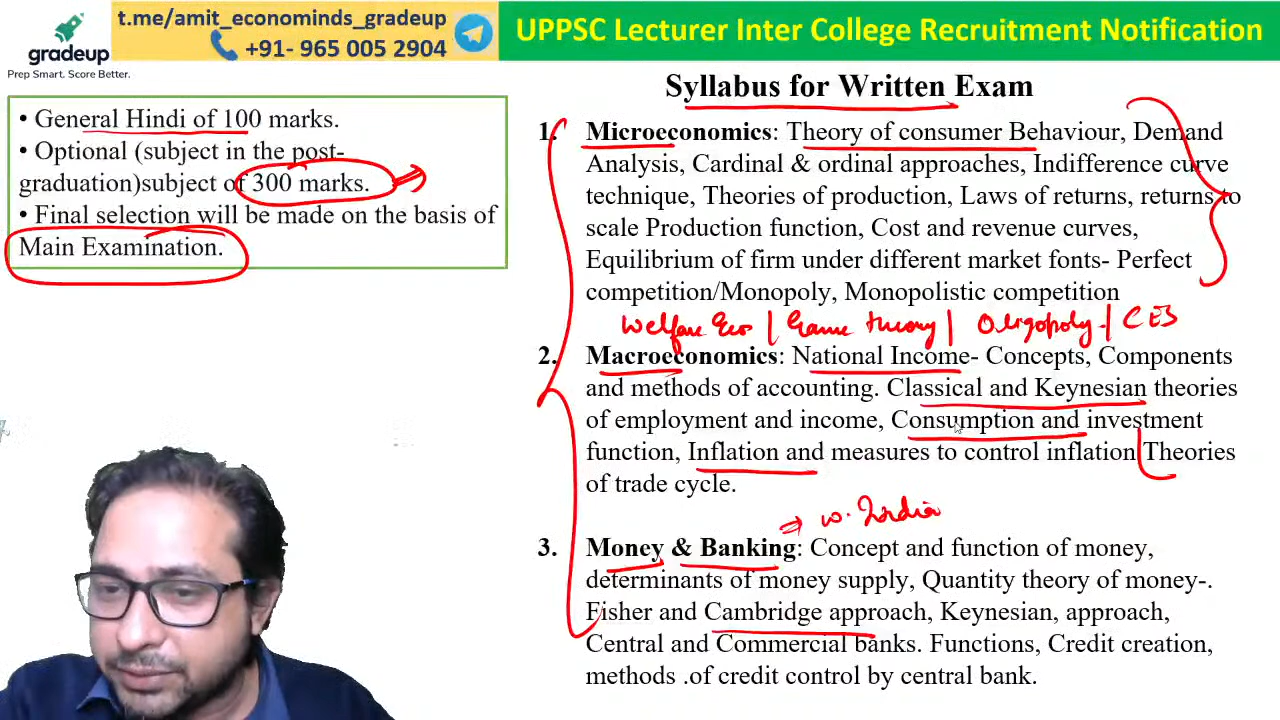 gradeup
Prep Smart. Score Better.
t.me/amit_econominds_gradeup
+91- 965 005 2904
UPPSC Lecturer Inter College Recruitment Notification
• General Hindi of 100 marks.
• Optional (subject in the post-
graduation)subject of 300 marks.
• Final selection will be made on the basis of
Main Examination.
Syllabus for Written Exam
1. Microeconomics: Theory of consumer Behaviour, Demand
Analysis, Cardinal & ordinal approaches, Indifference curve
technique, Theories of production, Laws of returns, returns to
scale Production function, Cost and revenue curves,
Equilibrium of firm under different market fonts- Perfect
competition/Monopoly, Monopolistic competition
Welfare Eco | Game theory | Oligopoly. | CES
2. Macroeconomics: National Income- Concepts, Components
and methods of accounting. Classical and Keynesian theories
of employment and income, Consumption and investment
function, Inflation and measures to control inflation Theories
of trade cycle.
⇒ w. India
3. Money & Banking: Concept and function of money,
determinants of money supply, Quantity theory of money-.
Fisher and Cambridge approach, Keynesian, approach,
Central and Commercial banks. Functions, Credit creation,
methods .of credit control by central bank.